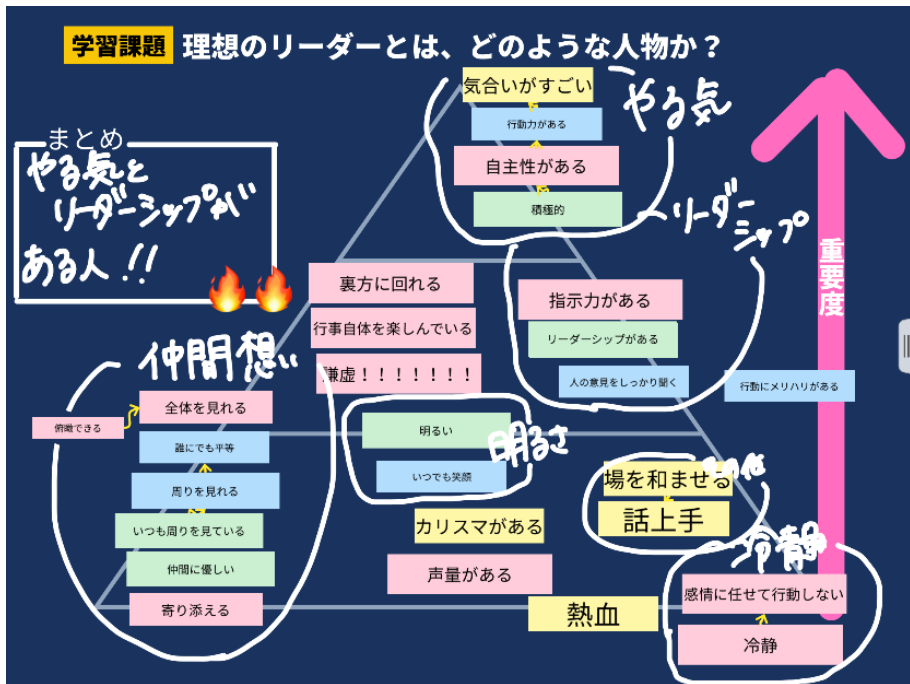 学習課題 理想のリーダーとは、どのような人物か？
気合いがすごい
やる気
行動力がある
自主性がある
積極的
リーダーシップ
まとめ
やる気と
リーダーシップが
ある人!!
重要度
裏方に回れる
指示力がある
行事自体を楽しんでいる
リーダーシップがある
謙虚！！！！！！！
人の意見をしっかり聞く
行動にメリハリがある
仲間想い
全体を見れる
俯瞰できる
誰にでも平等
周りを見れる
いつも周りを見ている
仲間に優しい
寄り添える
明るい
明るさ
いつでも笑顔
場を和ませる
話上手
カリスマがある
声量がある
熱血
冷静
感情に任せて行動しない
冷静